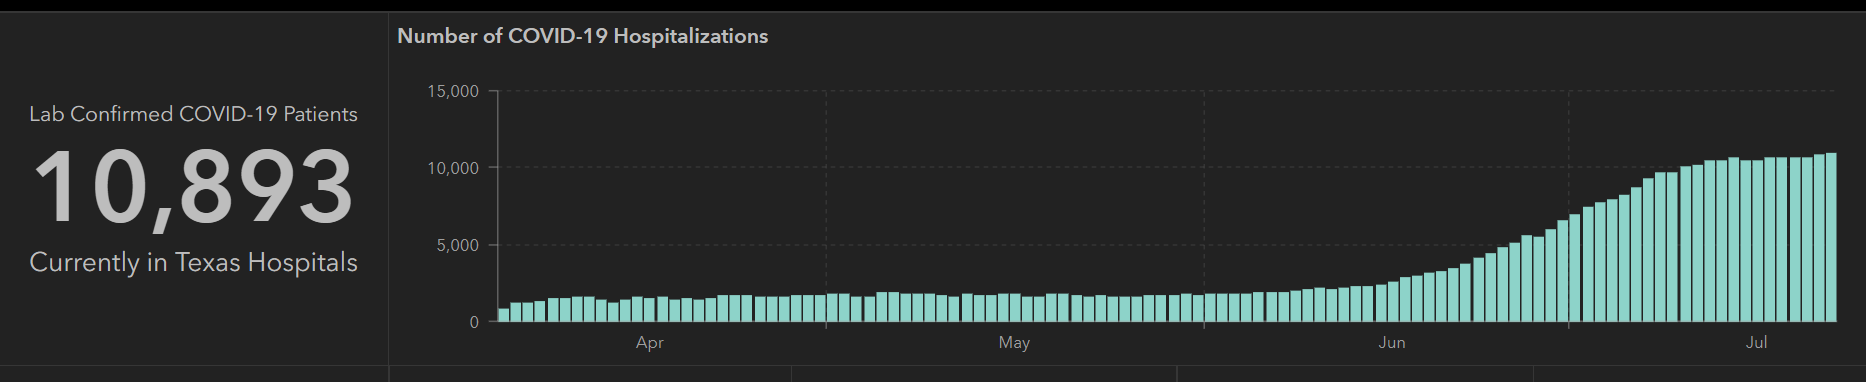 Lab Confirmed COVID-19 Patients
10,893
Currently in Texas Hospitals
Number of COVID-19 Hospitalizations
15,000
10,000
5,000
0
Apr May Jun Jul